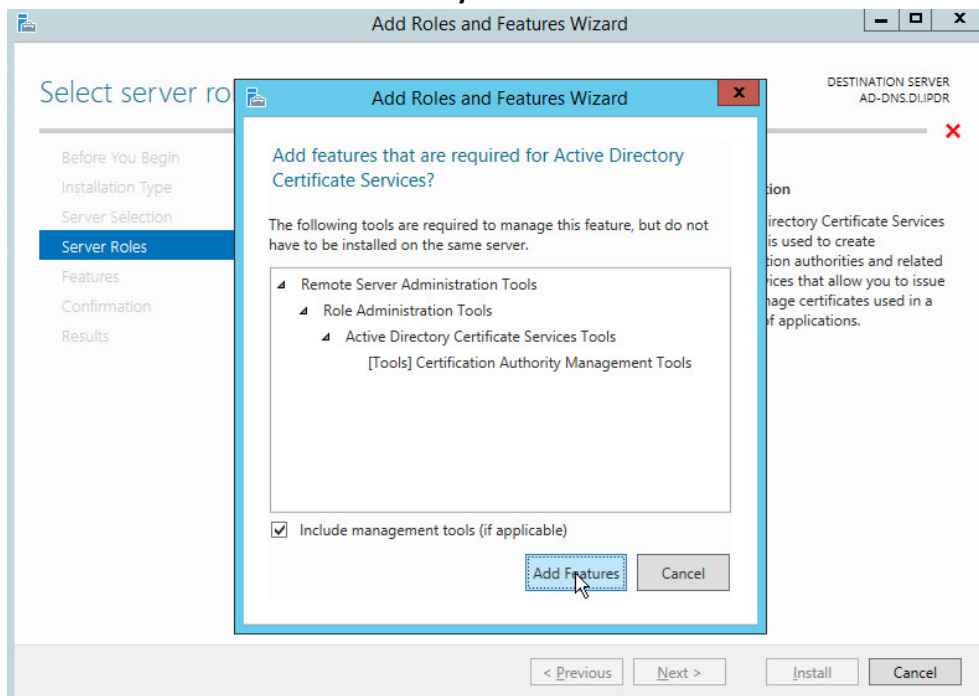 Add Roles and Features Wizard
Select server ro
DESTINATION SERVER
AD-DNS.DI.IPDR
Before You Begin
Installation Type
Server Selection
Server Roles
Features
Confirmation
Results
Add Roles and Features Wizard
Add features that are required for Active Directory
Certificate Services?
The following tools are required to manage this feature, but do not
have to be installed on the same server.
Remote Server Administration Tools
Role Administration Tools
Active Directory Certificate Services Tools
[Tools] Certification Authority Management Tools
Include management tools (if applicable)
Add Features
Cancel
tion
irectory Certificate Services
is used to create
tion authorities and related
vices that allow you to issue
nage certificates used in a
of applications.
< Previous
Next >
Install
Cancel